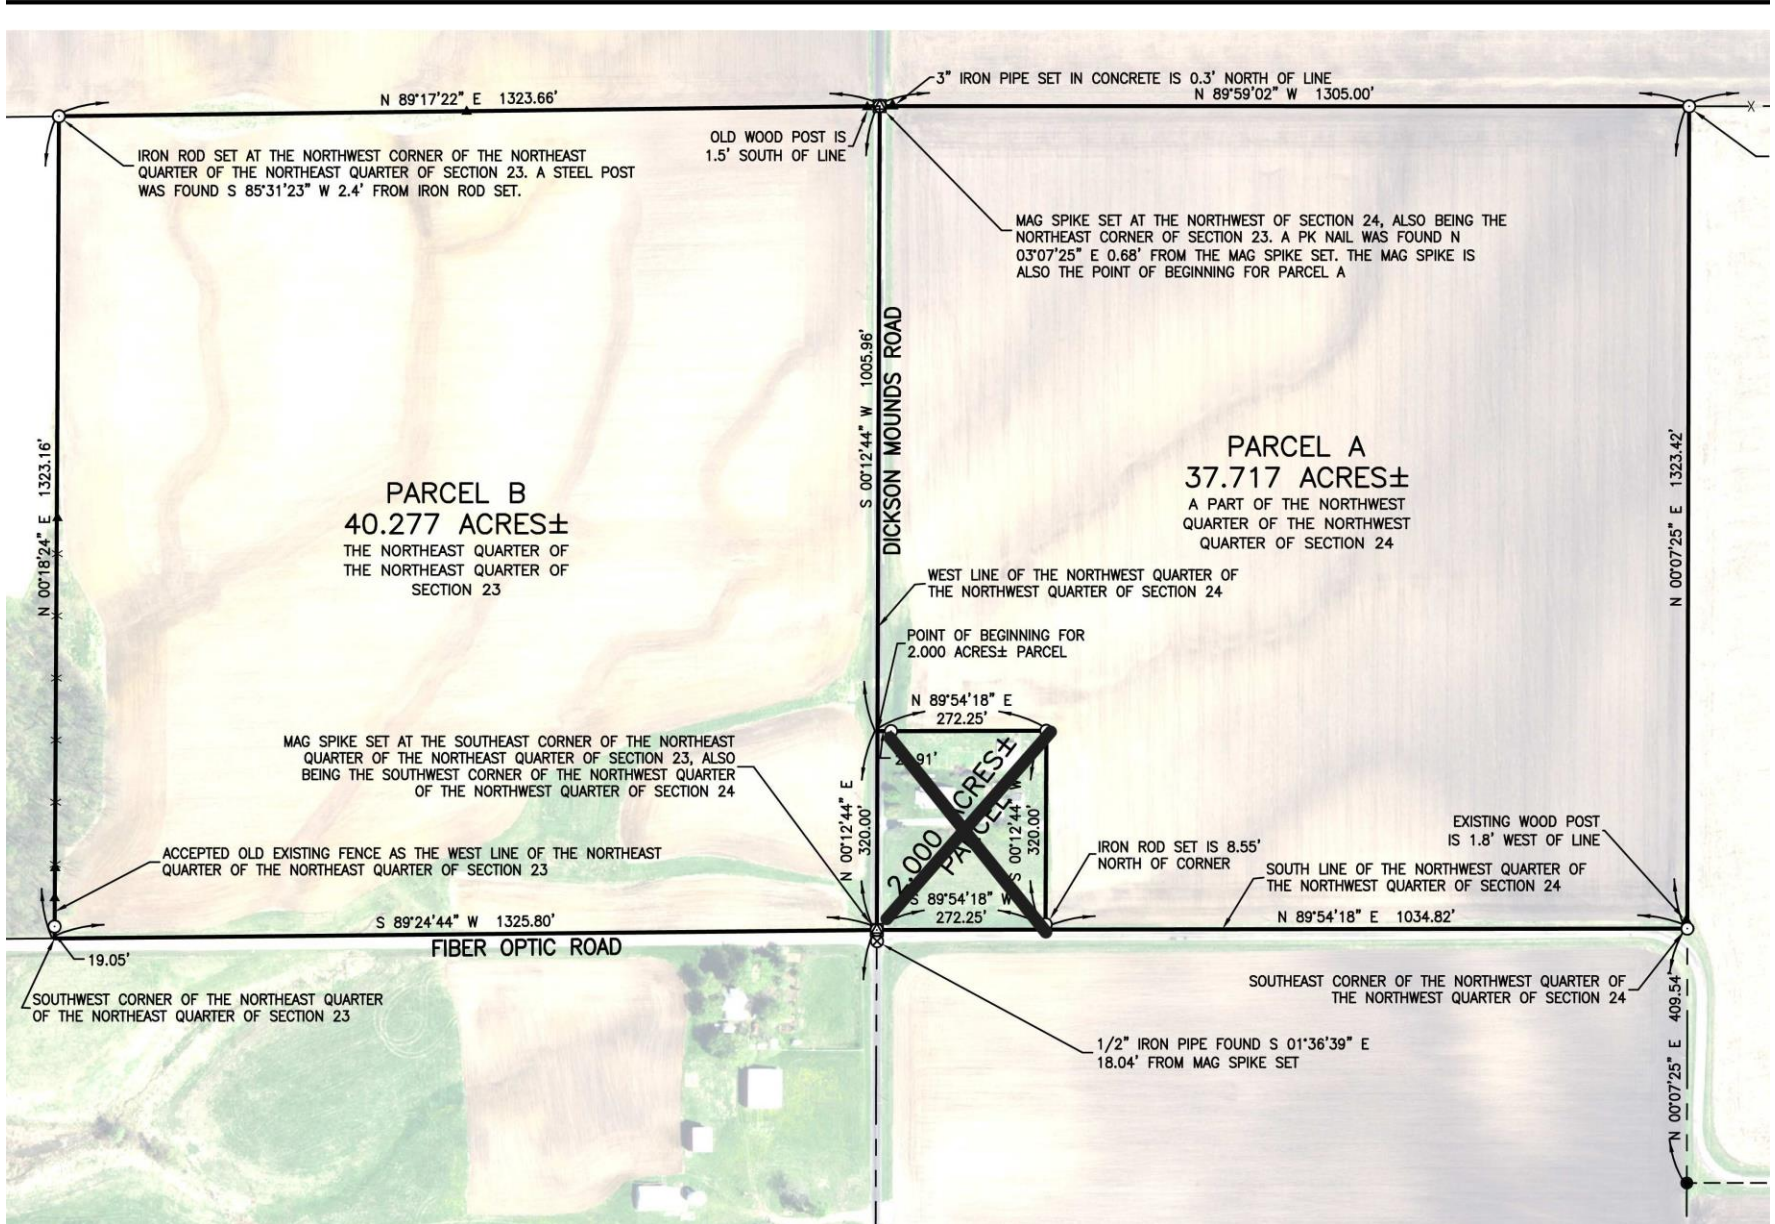 3" IRON PIPE SET IN CONCRETE IS 0.3' NORTH OF LINE
N 89°17'22" E 1323.66'
N 89°59'02" W 1305.00'
OLD WOOD POST IS
1.5' SOUTH OF LINE
IRON ROD SET AT THE NORTHWEST CORNER OF THE NORTHEAST
QUARTER OF THE NORTHEAST QUARTER OF SECTION 23. A STEEL POST
WAS FOUND S 85°31'23" W 2.4' FROM IRON ROD SET.
MAG SPIKE SET AT THE NORTHWEST OF SECTION 24, ALSO BEING THE
NORTHEAST CORNER OF SECTION 23. A PK NAIL WAS FOUND N
03°07'25" E 0.68' FROM THE MAG SPIKE SET. THE MAG SPIKE IS
ALSO THE POINT OF BEGINNING FOR PARCEL A
S 00°12'44" W 1005.96'
DICKSON MOUNDS ROAD
N 00°18'24" E 1323.16'
PARCEL B
40.277 ACRES±
THE NORTHEAST QUARTER OF
THE NORTHEAST QUARTER OF
SECTION 23
PARCEL A
37.717 ACRES±
A PART OF THE NORTHWEST
QUARTER OF THE NORTHWEST
QUARTER OF SECTION 24
N 00°07'25" E 1323.42'
WEST LINE OF THE NORTHWEST QUARTER OF
THE NORTHWEST QUARTER OF SECTION 24
POINT OF BEGINNING FOR
2.000 ACRES± PARCEL
N 89°54'18" E
272.25'
MAG SPIKE SET AT THE SOUTHEAST CORNER OF THE NORTHEAST
QUARTER OF THE NORTHEAST QUARTER OF SECTION 23, ALSO
BEING THE SOUTHWEST CORNER OF THE NORTHWEST QUARTER
OF THE NORTHWEST QUARTER OF SECTION 24
N 00°12'44" E
320.00'
2.000 ACRES±
PARCEL
S 00°12'44" W
320.00'
S 89°54'18" W
272.25'
IRON ROD SET IS 8.55'
NORTH OF CORNER
EXISTING WOOD POST
IS 1.8' WEST OF LINE
ACCEPTED OLD EXISTING FENCE AS THE WEST LINE OF THE NORTHEAST
QUARTER OF THE NORTHEAST QUARTER OF SECTION 23
SOUTH LINE OF THE NORTHWEST QUARTER OF
THE NORTHWEST QUARTER OF SECTION 24
S 89°24'44" W 1325.80'
N 89°54'18" E 1034.82'
FIBER OPTIC ROAD
19.05'
SOUTHWEST CORNER OF THE NORTHEAST QUARTER
OF THE NORTHEAST QUARTER OF SECTION 23
SOUTHEAST CORNER OF THE NORTHWEST QUARTER OF
THE NORTHWEST QUARTER OF SECTION 24
1/2" IRON PIPE FOUND S 01°36'39" E
18.04' FROM MAG SPIKE SET
N 00°07'25" E 409.54'